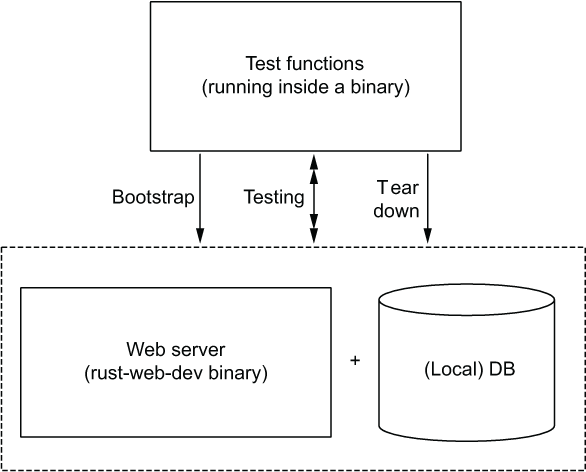 Test functions
(running inside a binary)
Bootstrap
Testing
Tear
down
Web server
(rust-web-dev binary)
+
(Local) DB